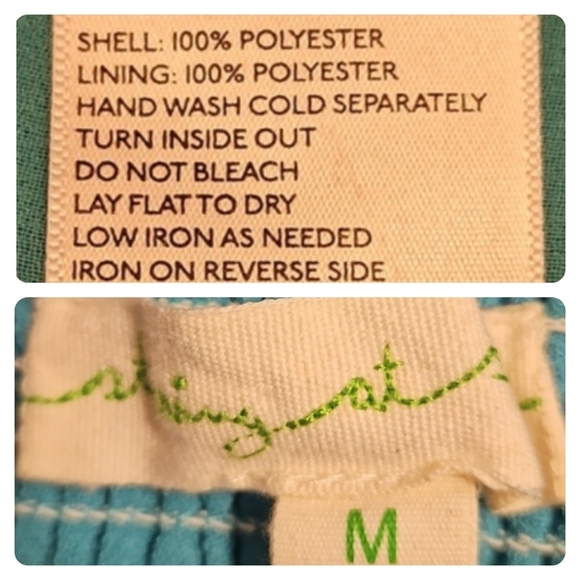 SHELL: 100% POLYESTER
LINING: 100% POLYESTER
HAND WASH COLD SEPARATELY
TURN INSIDE OUT
DO NOT BLEACH
LAY FLAT TO DRY
LOW IRON AS NEEDED
IRON ON REVERSE SIDE
M